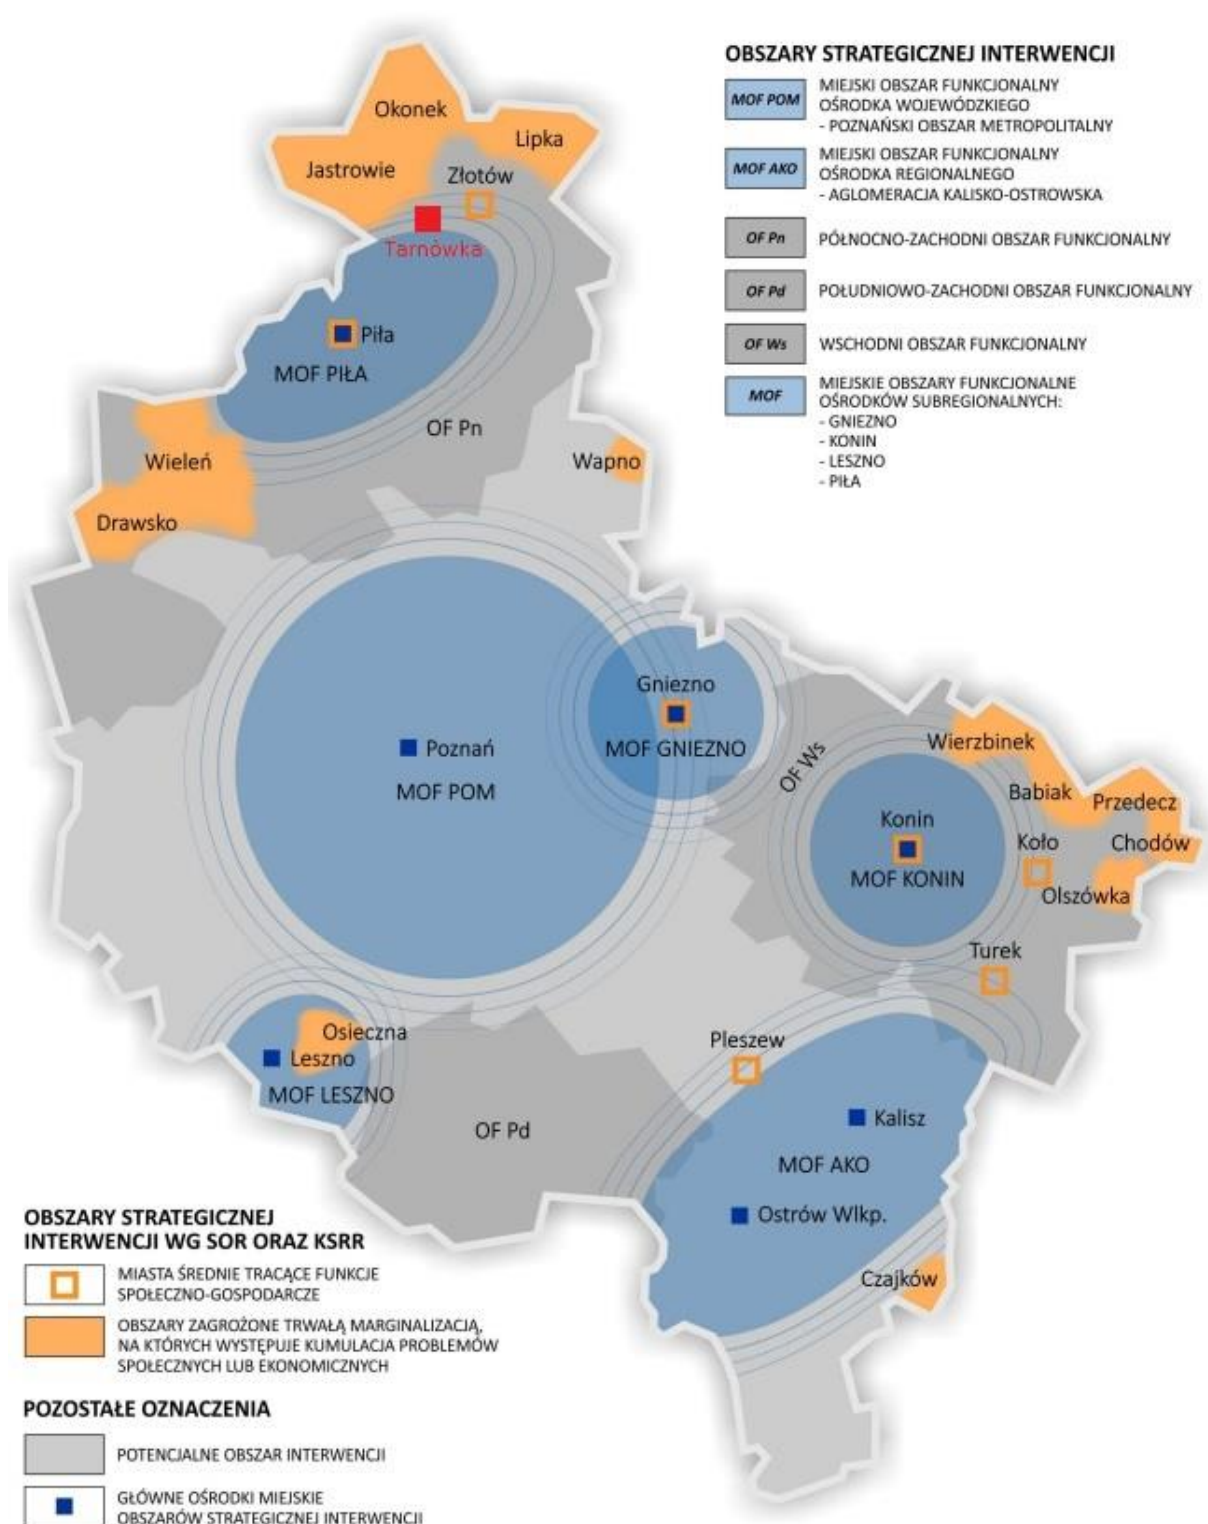 OBSZARY STRATEGICZNEJ INTERWENCJI
MOF POM
MIEJSKI OBSZAR FUNKCJONALNY
OŚRODKA WOJEWÓDZKIEGO
- POZNAŃSKI OBSZAR METROPOLITALNY
MOF AKO
MIEJSKI OBSZAR FUNKCJONALNY
OŚRODKA REGIONALNEGO
- AGLOMERACJA KALISKO-OSTROWSKA
OF Pn
PÓŁNOCNO-ZACHODNI OBSZAR FUNKCJONALNY
OF Pd
POŁUDNIOWO-ZACHODNI OBSZAR FUNKCJONALNY
OF Ws
WSCHODNI OBSZAR FUNKCJONALNY
MOF
MIEJSKIE OBSZARY FUNKCJONALNE
OŚRODKÓW SUBREGIONALNYCH:
- GNIEZNO
- KONIN
- LESZNO
- PIŁA
Okonek
Lipka
Jastrowie
Złotów
Tarnówka
Piła
MOF PIŁA
OF Pn
Wieleń
Wapno
Drawsko
Gniezno
MOF GNIEZNO
Poznań
MOF POM
OF Ws
Wierzbinek
Babiak
Przedecz
Konin
Koło
Chodów
MOF KONIN
Olszówka
Turek
Osieczna
Leszno
MOF LESZNO
Pleszew
OF Pd
Kalisz
MOF AKO
Ostrów Wlkp.
Czajków
OBSZARY STRATEGICZNEJ
INTERWENCJI WG SOR ORAZ KSRR
MIASTA ŚREDNIE TRACĄCE FUNKCJE
SPOŁECZNO-GOSPODARCZE
OBSZARY ZAGROŻONE TRWAŁĄ MARGINALIZACJĄ,
NA KTÓRYCH WYSTĘPUJE KUMULACJA PROBLEMÓW
SPOŁECZNYCH LUB EKONOMICZNYCH
POZOSTAŁE OZNACZENIA
POTENCJALNE OBSZAR INTERWENCJI
GŁÓWNE OŚRODKI MIEJSKIE
OBSZARÓW STRATEGICZNEJ INTERWENCJI